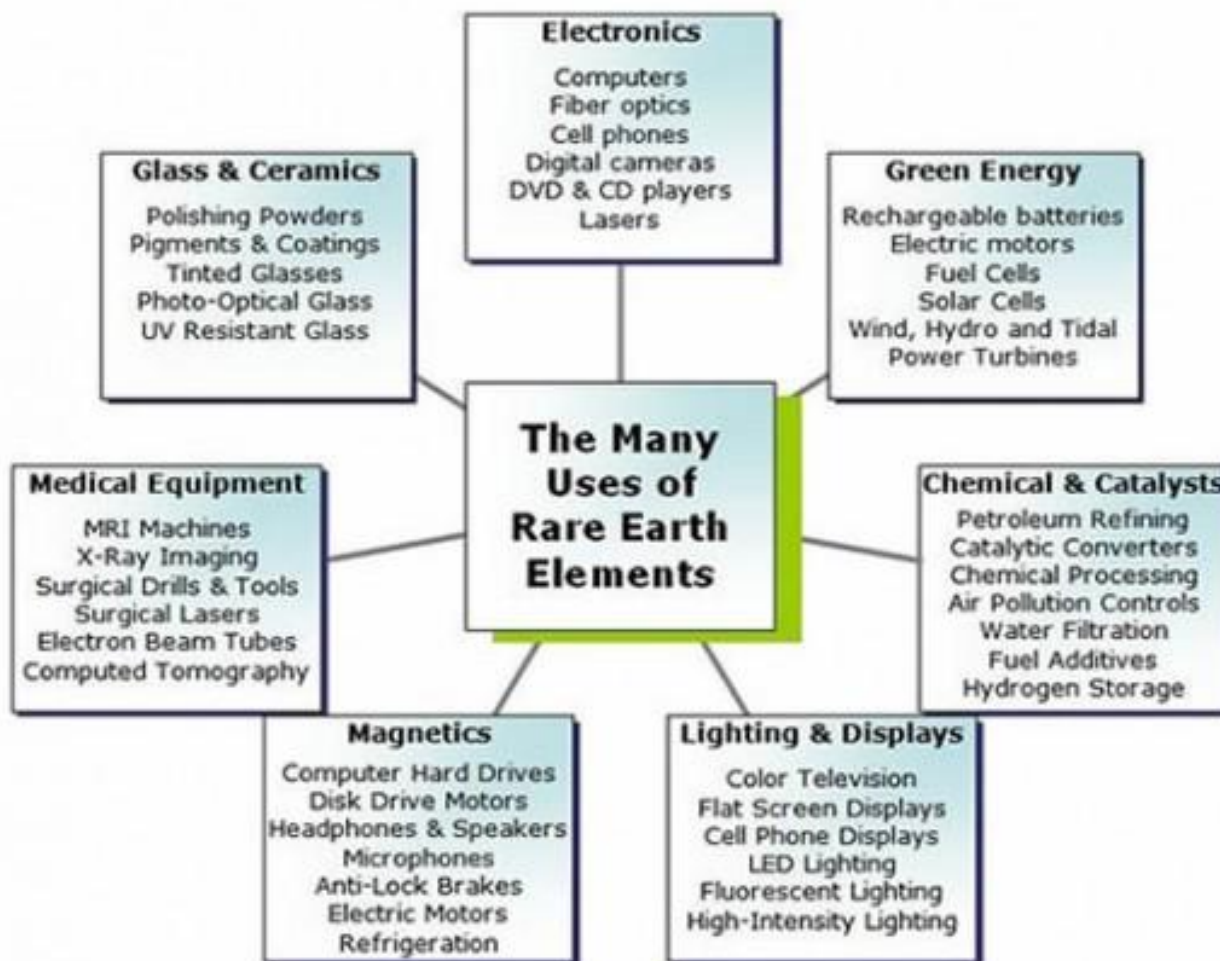 Electronics
Computers
Fiber optics
Cell phones
Digital cameras
DVD & CD players
Lasers
Glass & Ceramics
Polishing Powders
Pigments & Coatings
Tinted Glasses
Photo-Optical Glass
UV Resistant Glass
Green Energy
Rechargeable batteries
Electric motors
Fuel Cells
Solar Cells
Wind, Hydro and Tidal
Power Turbines
The Many
Uses of
Rare Earth
Elements
Medical Equipment
MRI Machines
X-Ray Imaging
Surgical Drills & Tools
Surgical Lasers
Electron Beam Tubes
Computed Tomography
Chemical & Catalysts
Petroleum Refining
Catalytic Converters
Chemical Processing
Air Pollution Controls
Water Filtration
Fuel Additives
Hydrogen Storage
Magnetics
Computer Hard Drives
Disk Drive Motors
Headphones & Speakers
Microphones
Anti-Lock Brakes
Electric Motors
Refrigeration
Lighting & Displays
Color Television
Flat Screen Displays
Cell Phone Displays
LED Lighting
Fluorescent Lighting
High-Intensity Lighting